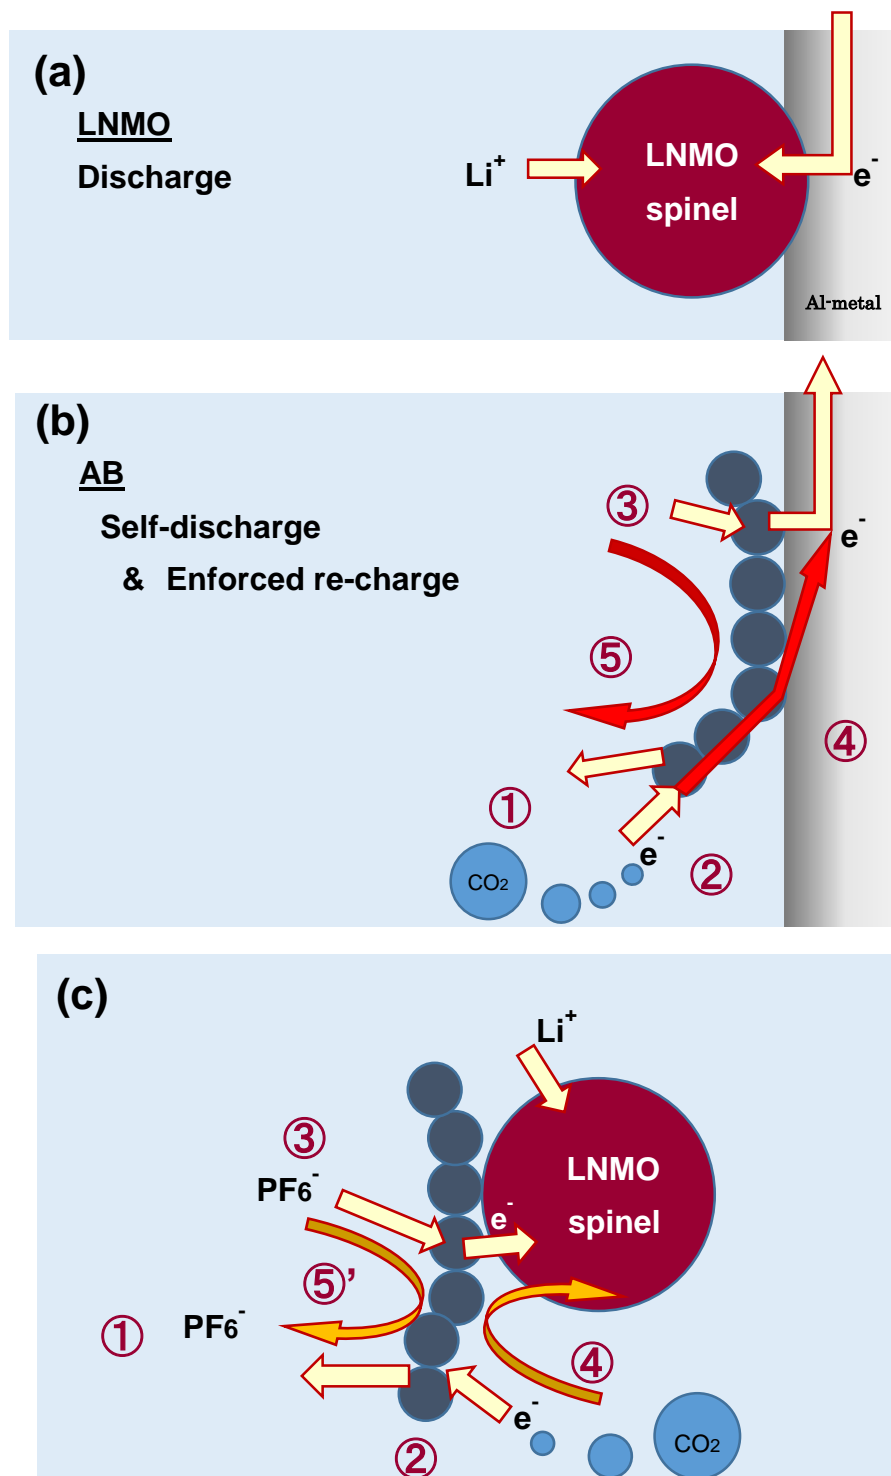 (a)
LNMO
Discharge
Li⁺
LNMO
spinel
e⁻
Al-metal
(b)
AB
Self-discharge
& Enforced re-charge
③
e⁻
⑤
④
①
e⁻
CO₂
②
(c)
Li⁺
③
PF₆⁻
LNMO
spinel
e⁻
⑤’
①
PF₆⁻
④
e⁻
CO₂
②